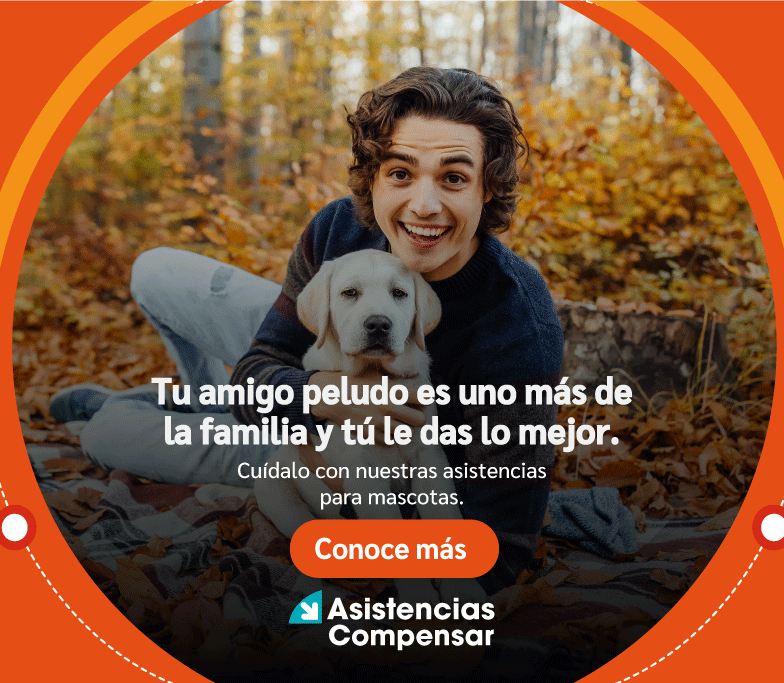 Tu amigo peludo es uno más de
la familia y tú le das lo mejor.
Cuídalo con nuestras asistencias
para mascotas.
Conoce más
Asistencias
Compensar